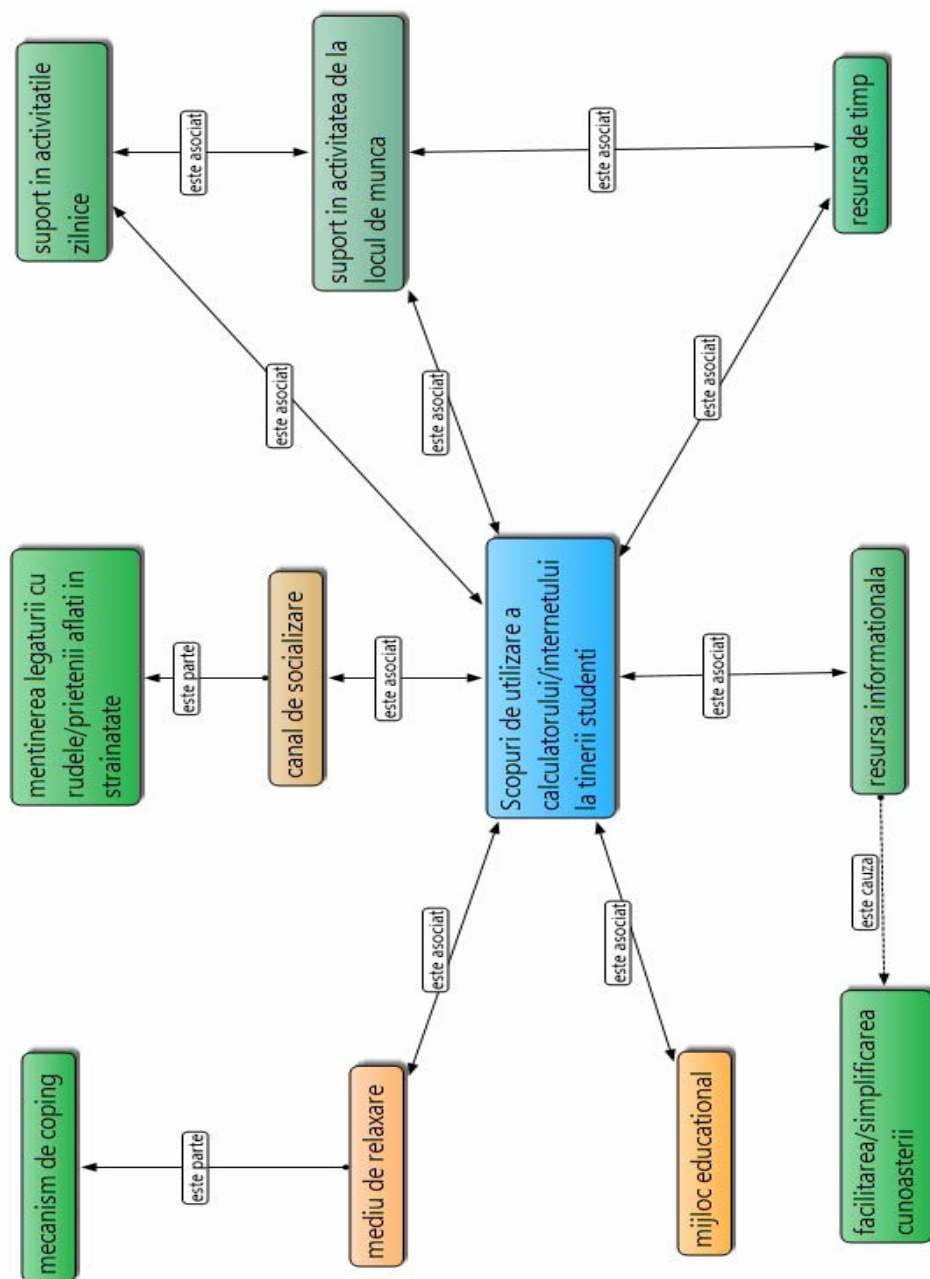 mecanism de coping
mentinerea legaturii cu
rudele/prietenii aflati in
strainatate
suport in activitatile
zilnice
este parte
este parte
este asociat
este asociat
mediu de relaxare
canal de socializare
suport in activitatea de la
locul de munca
este asociat
este asociat
este asociat
Scopuri de utilizare a
calculatorului/internetului
la tinerii studenti
este asociat
este asociat
mijloc educational
este asociat
este asociat
este cauza
facilitarea/simplificarea
cunoasterii
resursa informationala
resursa de timp